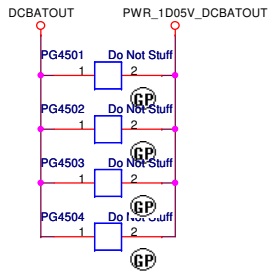 DCBATOUT PWR_1D05V_DCBATOUT
PG4501 Do Not Stuff
1 2
GP
PG4502 Do Not Stuff
1 2
GP
PG4503 Do Not Stuff
1 2
GP
PG4504 Do Not Stuff
1 2
GP